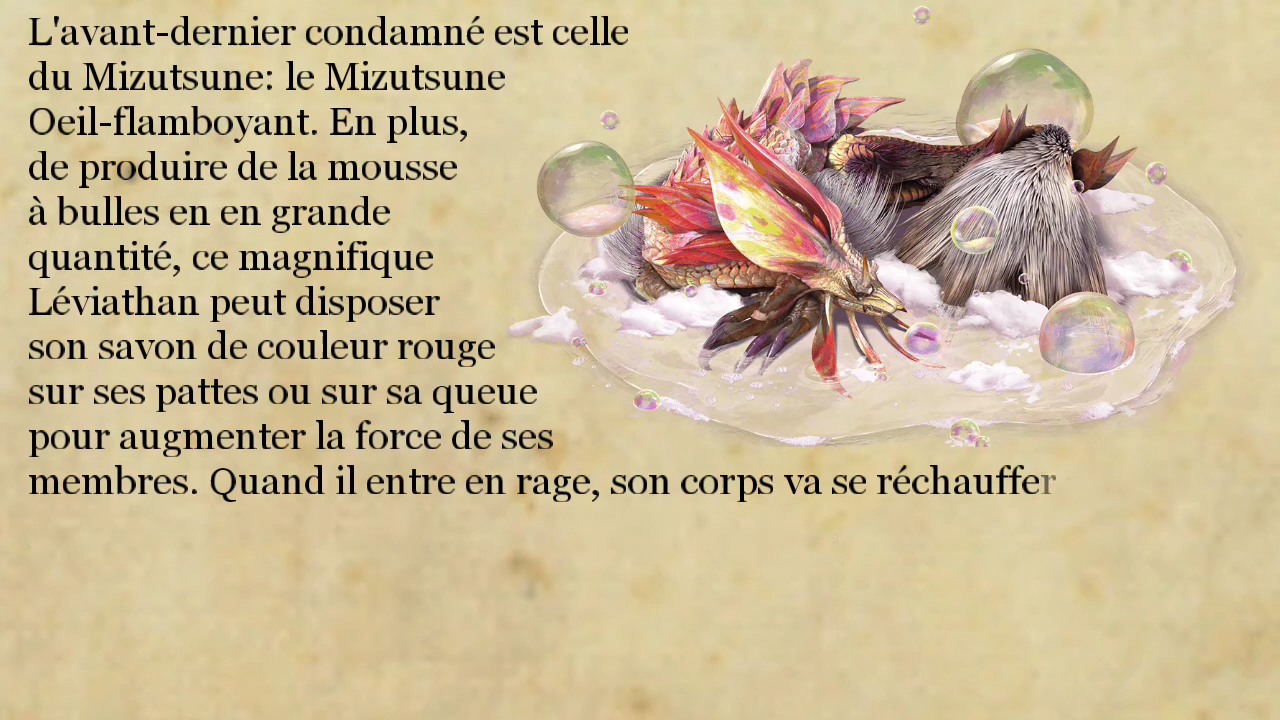 L'avant-dernier condamné est celle
du Mizutsune: le Mizutsune
Oeil-flamboyant. En plus,
de produire de la mousse
à bulles en en grande
quantité, ce magnifique
Léviathan peut disposer
son savon de couleur rouge
sur ses pattes ou sur sa queue
pour augmenter la force de ses
membres. Quand il entre en rage, son corps va se réchauffer